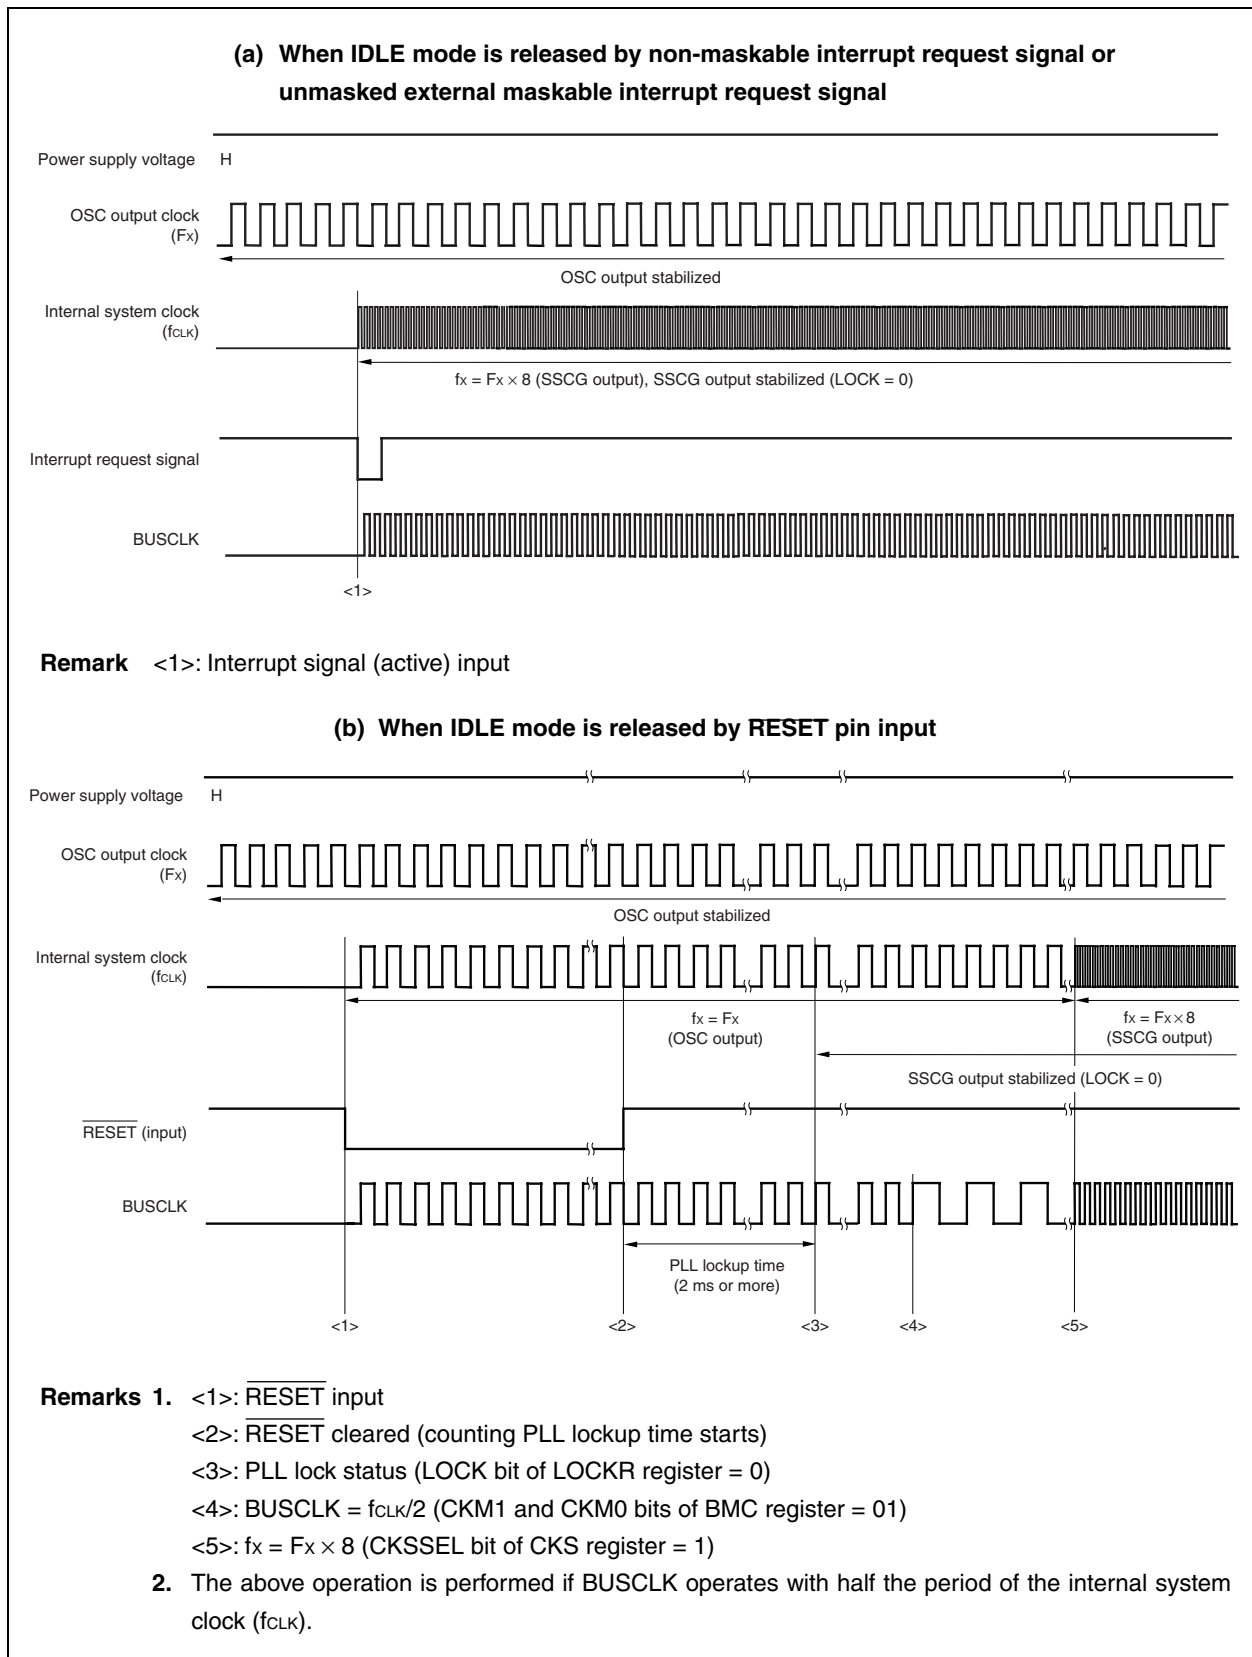 (a) When IDLE mode is released by non-maskable interrupt request signal or
unmasked external maskable interrupt request signal
Power supply voltage H
OSC output clock
(Fx)
OSC output stabilized
Internal system clock
(fCLK)
fx = Fx × 8 (SSCG output), SSCG output stabilized (LOCK = 0)
Interrupt request signal
BUSCLK
<1>
Remark <1>: Interrupt signal (active) input
(b) When IDLE mode is released by RESET pin input
Power supply voltage H
OSC output clock
(Fx)
OSC output stabilized
Internal system clock
(fCLK)
fx = Fx
(OSC output)
fx = Fx × 8
(SSCG output)
SSCG output stabilized (LOCK = 0)
RESET (input)
BUSCLK
PLL lockup time
(2 ms or more)
<1> <2> <3> <4> <5>
Remarks 1. <1>: RESET input
<2>: RESET cleared (counting PLL lockup time starts)
<3>: PLL lock status (LOCK bit of LOCKR register = 0)
<4>: BUSCLK = fCLK/2 (CKM1 and CKM0 bits of BMC register = 01)
<5>: fx = Fx × 8 (CKSSEL bit of CKS register = 1)
2. The above operation is performed if BUSCLK operates with half the period of the internal system
clock (fCLK).